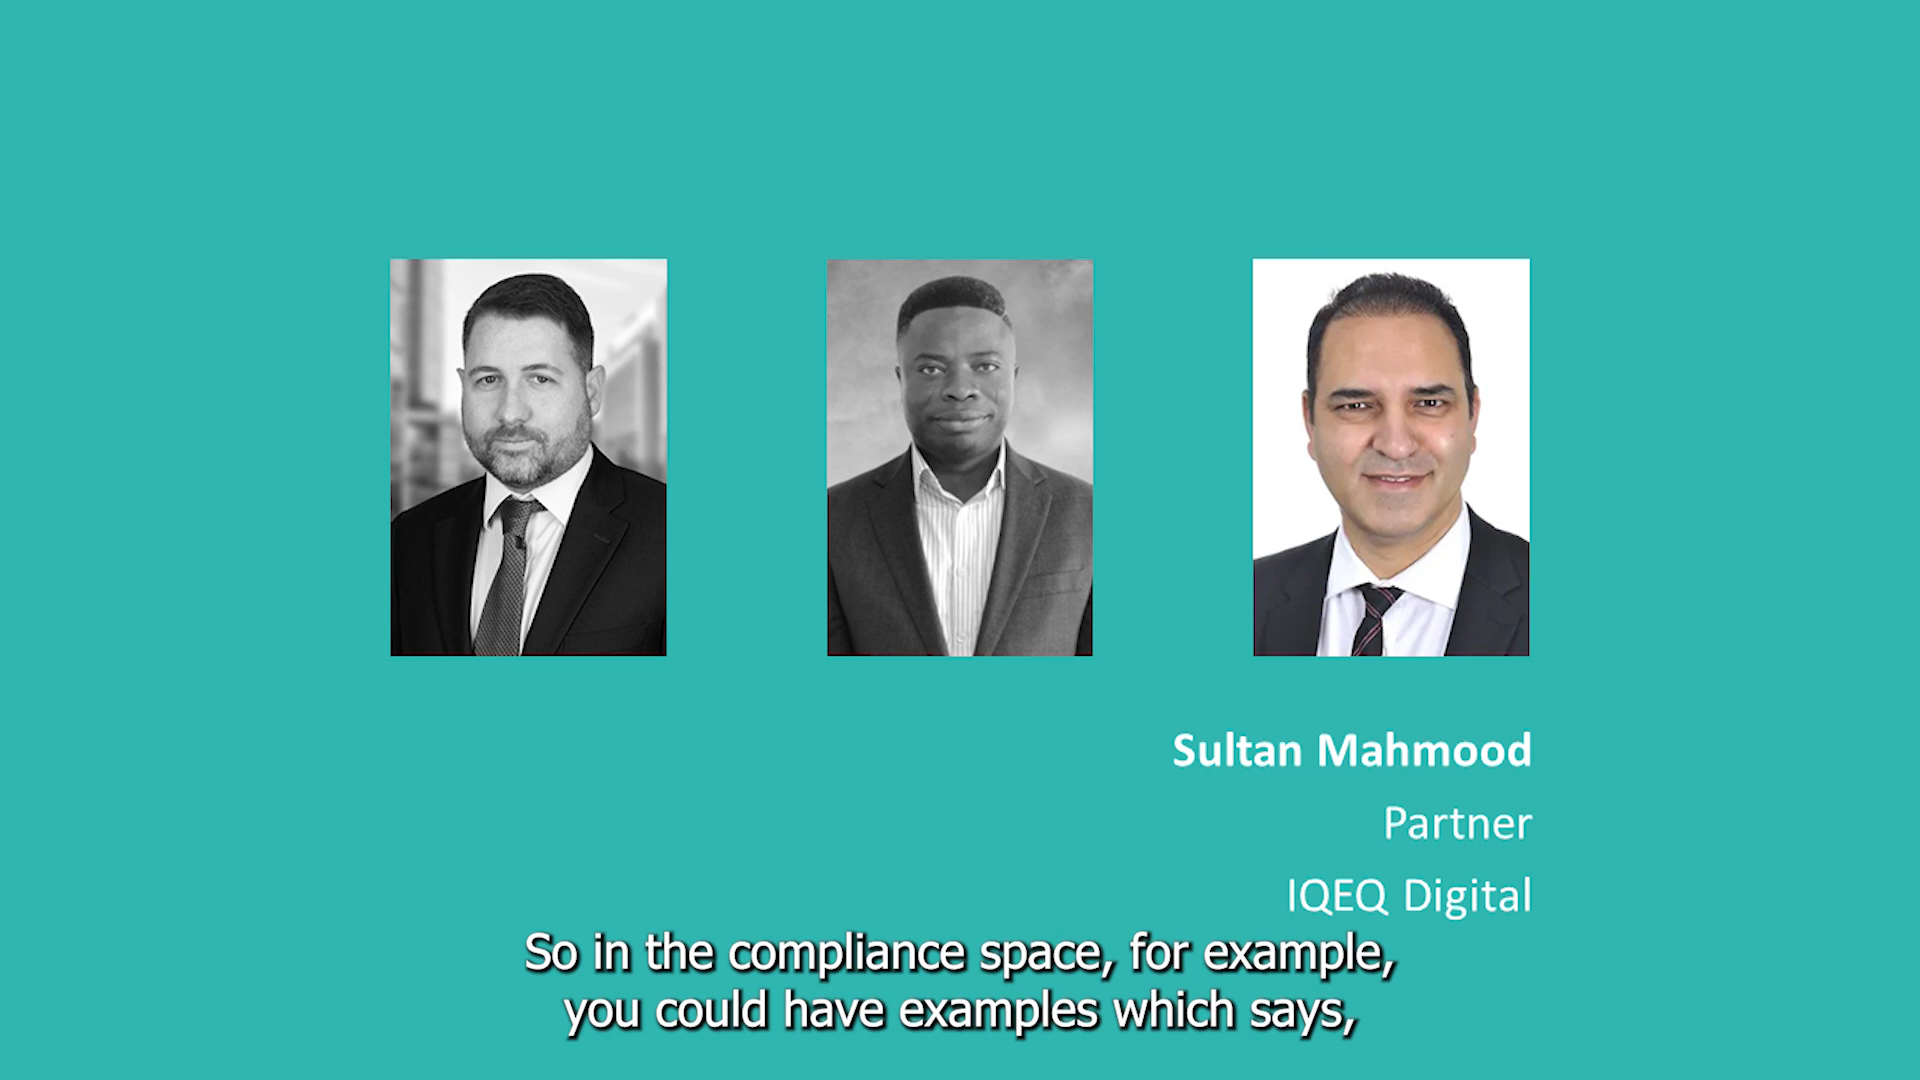 Sultan Mahmood
Partner
IQEQ Digital
So in the compliance space, for example,
you could have examples which says,